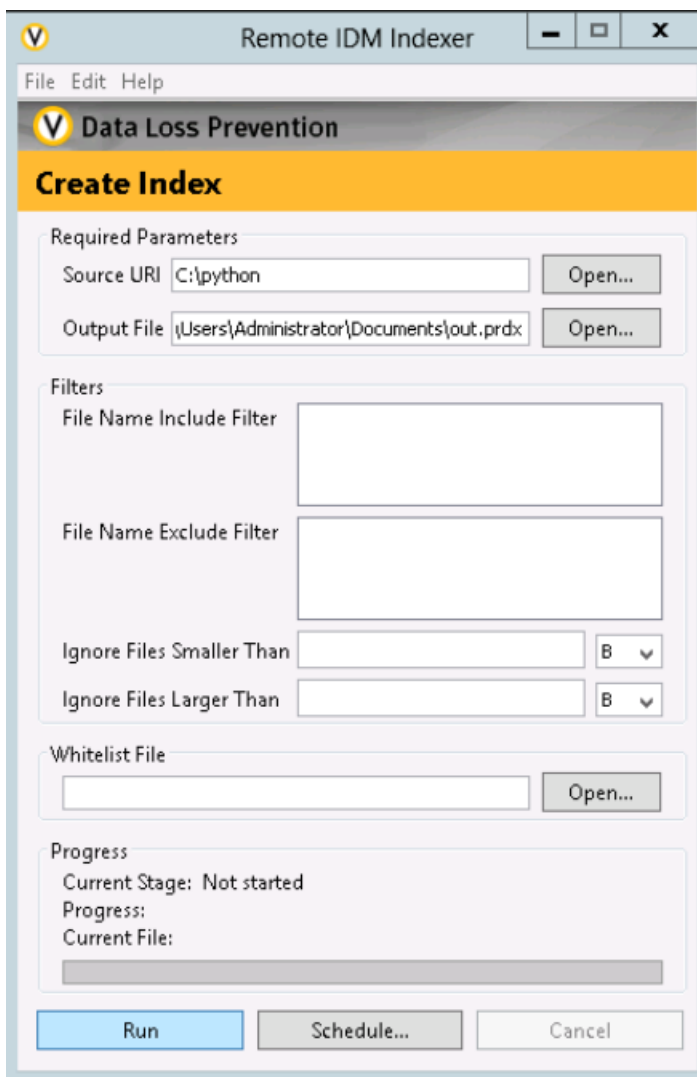 Remote IDM Indexer
File Edit Help
Data Loss Prevention
Create Index
Required Parameters
Source URI C:\python Open...
Output File \Users\Administrator\Documents\out.prdx Open...
Filters
File Name Include Filter
File Name Exclude Filter
Ignore Files Smaller Than B
Ignore Files Larger Than B
Whitelist File
Open...
Progress
Current Stage: Not started
Progress:
Current File:
Run Schedule... Cancel